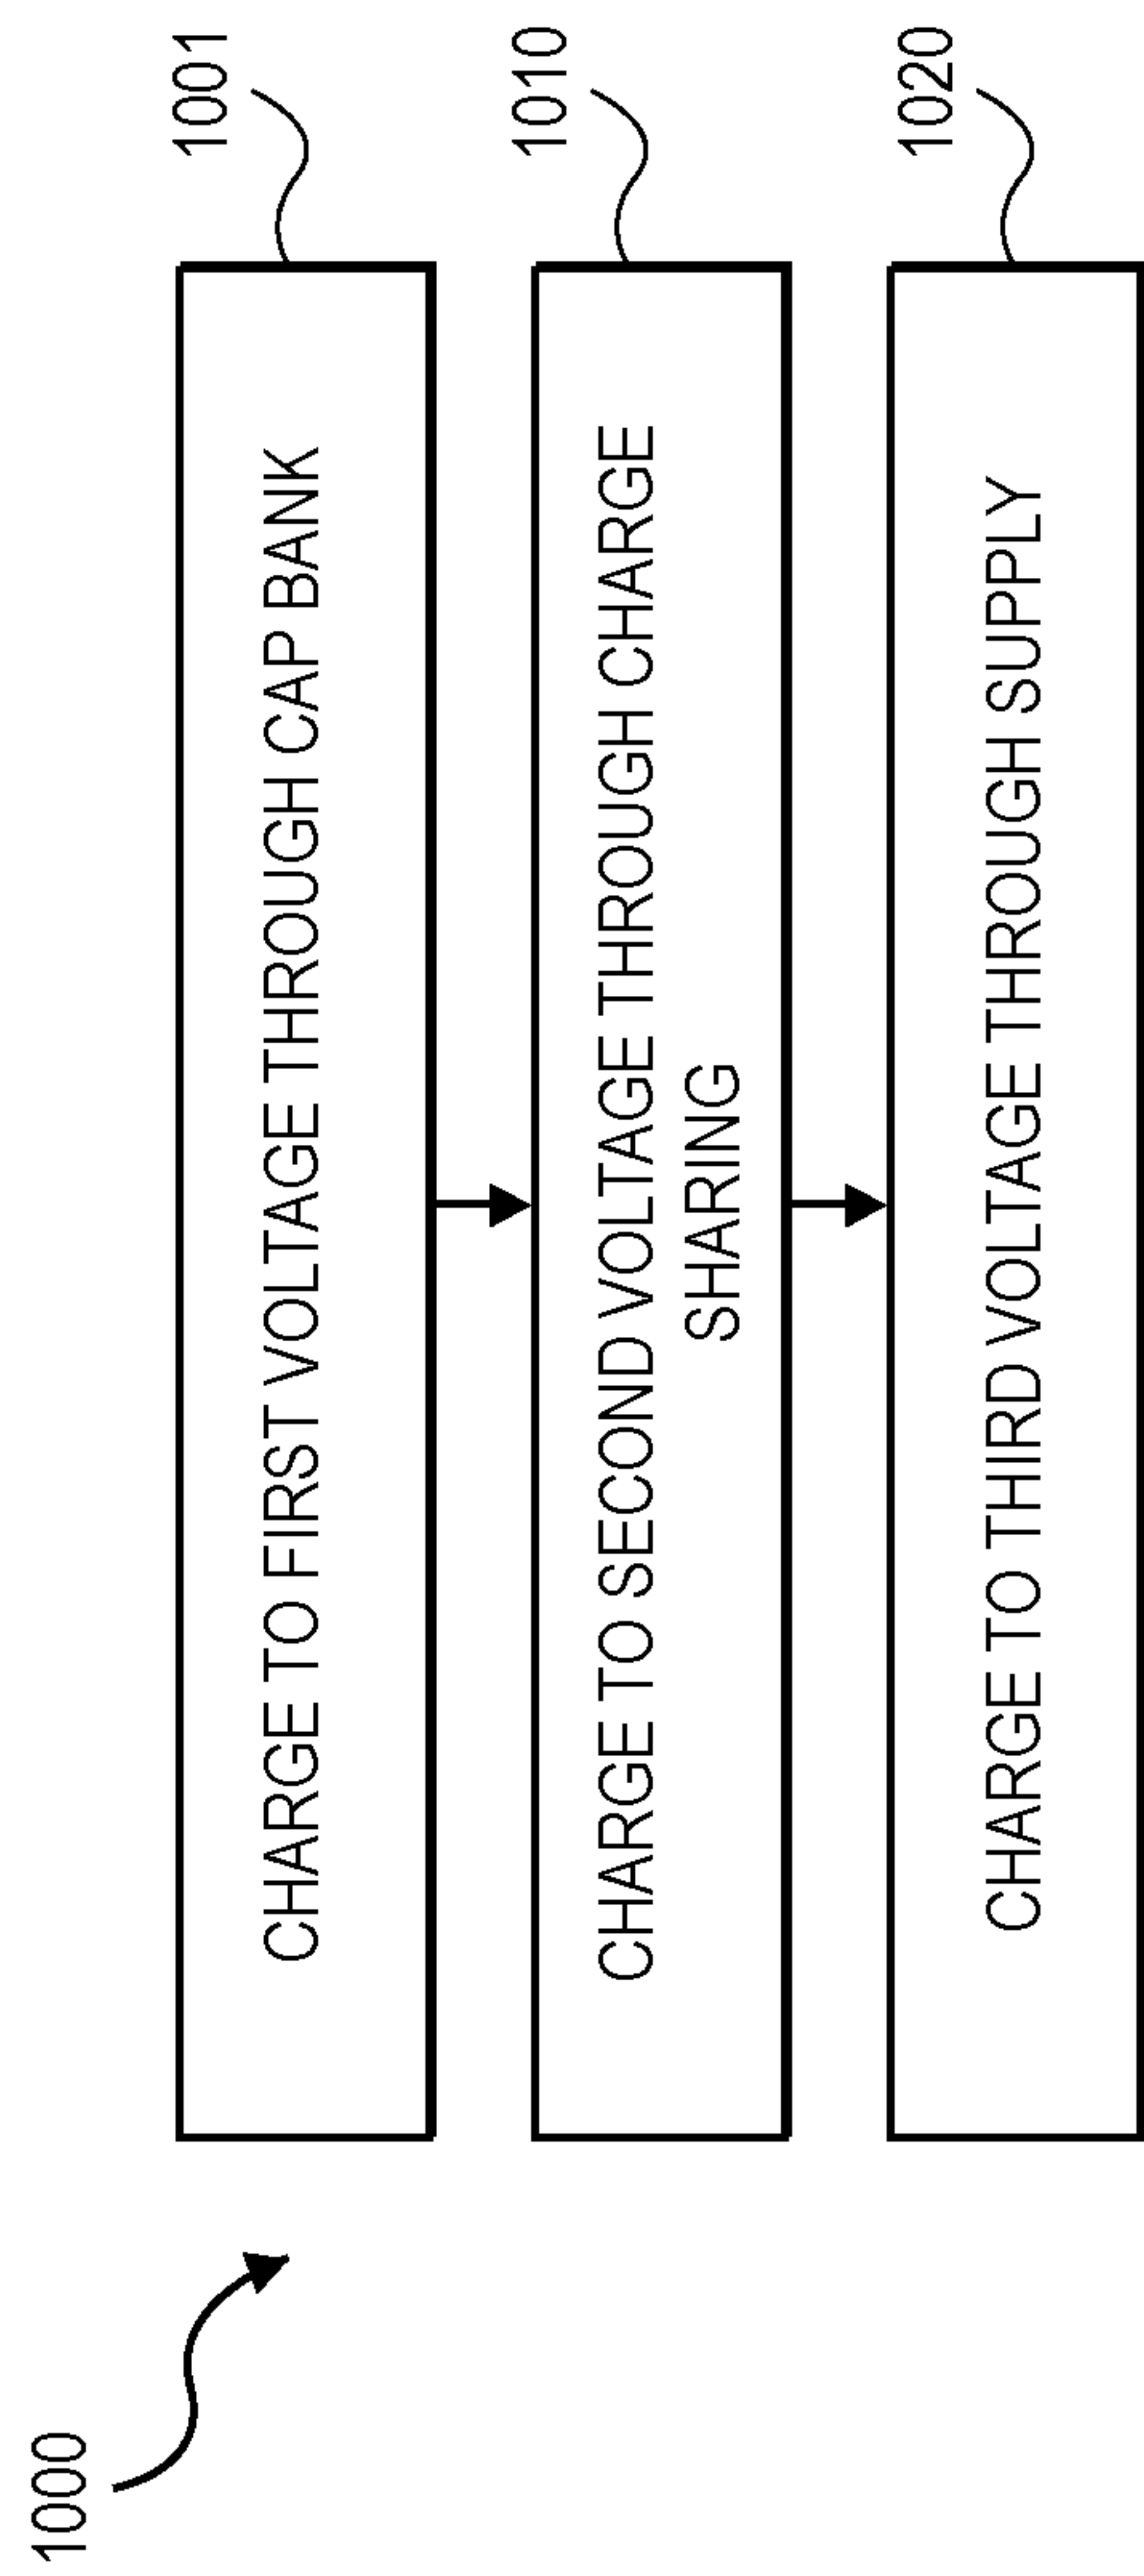 1000
CHARGE TO FIRST VOLTAGE THROUGH CAP BANK
1001
CHARGE TO SECOND VOLTAGE THROUGH CHARGE
SHARING
1010
CHARGE TO THIRD VOLTAGE THROUGH SUPPLY
1020